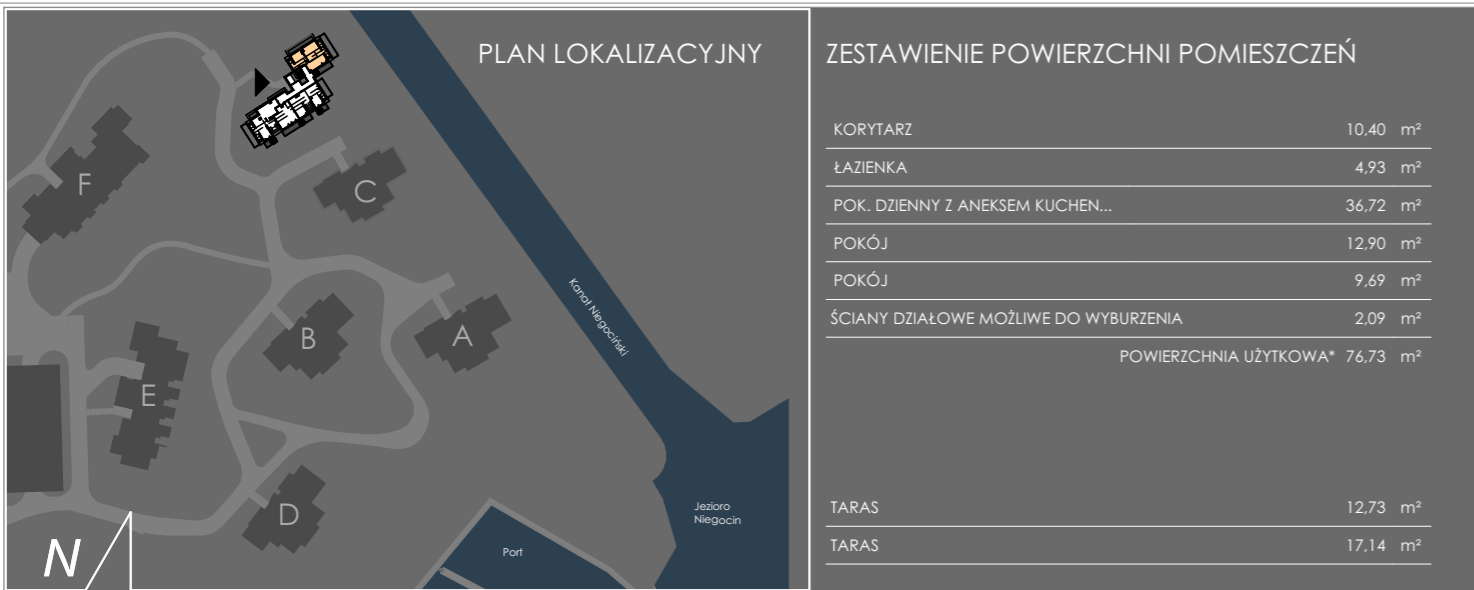 PLAN LOKALIZACYJNY
F
C
B
A
E
D
Kanał Niegociński
Jezioro
Niegocin
Port
N
ZESTAWIENIE POWIERZCHNI POMIESZCZEŃ
KORYTARZ 10,40 m²
ŁAZIENKA 4,93 m²
POK. DZIENNY Z ANEKSEM KUCHEN... 36,72 m²
POKÓJ 12,90 m²
POKÓJ 9,69 m²
ŚCIANY DZIAŁOWE MOŻLIWE DO WYBURZENIA 2,09 m²
POWIERZCHNIA UŻYTKOWA* 76,73 m²
TARAS 12,73 m²
TARAS 17,14 m²